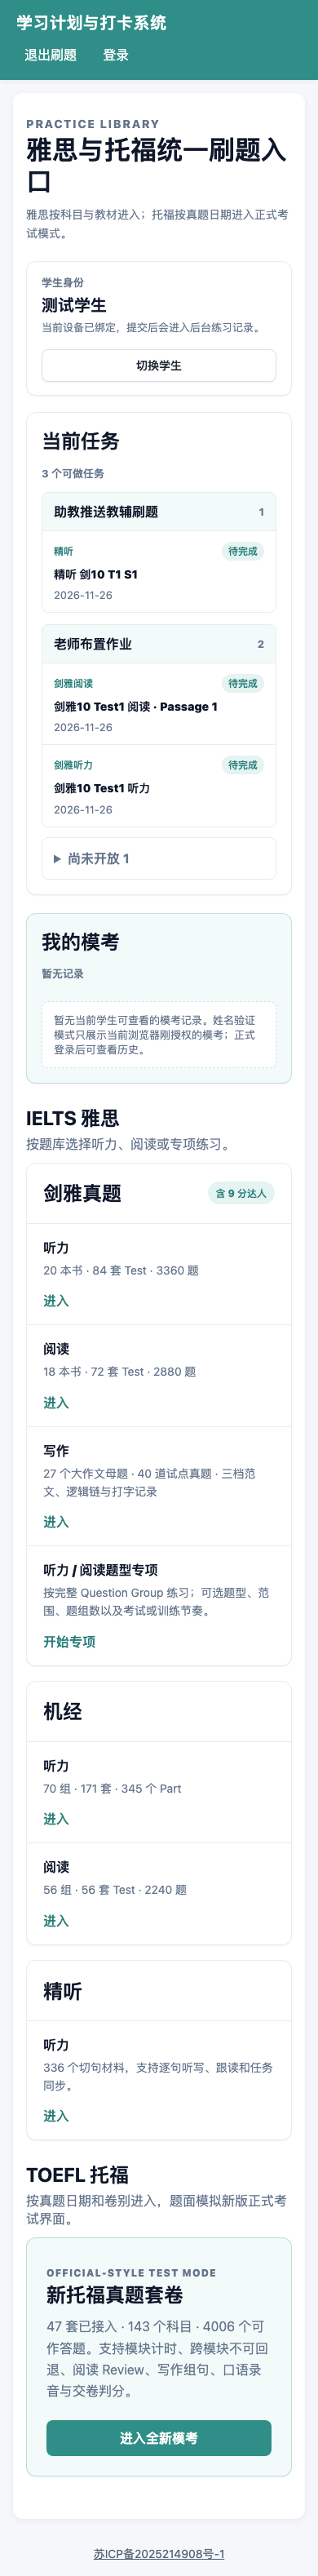 学习计划与打卡系统
退出刷题 登录
PRACTICE LIBRARY
雅思与托福统一刷题入
口
雅思按科目与教材进入；托福按真题日期进入正式考
试模式。
学生身份
测试学生
当前设备已绑定，提交后会进入后台练习记录。
切换学生
当前任务
3 个可做任务
助教推送教辅刷题 1
精听 待完成
精听 剑10 T1 S1
2026-11-26
老师布置作业 2
剑雅阅读 待完成
剑雅10 Test1 阅读 · Passage 1
2026-11-26
剑雅听力 待完成
剑雅10 Test1 听力
2026-11-26
▶ 尚未开放 1
我的模考
暂无记录
暂无当前学生可查看的模考记录。姓名验证
模式只展示当前浏览器刚授权的模考；正式
登录后可查看历史。
IELTS 雅思
按题库选择听力、阅读或专项练习。
剑雅真题 含 9 分达人
听力
20 本书 · 84 套 Test · 3360 题
进入
阅读
18 本书 · 72 套 Test · 2880 题
进入
写作
27 个大作文母题 · 40 道试点真题 · 三档范
文、逻辑链与打字记录
进入
听力 / 阅读题型专项
按完整 Question Group 练习；可选题型、范
围、题组数以及考试或训练节奏。
开始专项
机经
听力
70 组 · 171 套 · 345 个 Part
进入
阅读
56 组 · 56 套 Test · 2240 题
进入
精听
听力
336 个切句材料，支持逐句听写、跟读和任务
同步。
进入
TOEFL 托福
按真题日期和卷别进入，题面模拟新版正式考
试界面。
OFFICIAL-STYLE TEST MODE
新托福真题套卷
47 套已接入 · 143 个科目 · 4006 个可
作答题。支持模块计时、跨模块不可回
退、阅读 Review、写作组句、口语录
音与交卷判分。
进入全新模考
苏ICP备2025214908号-1